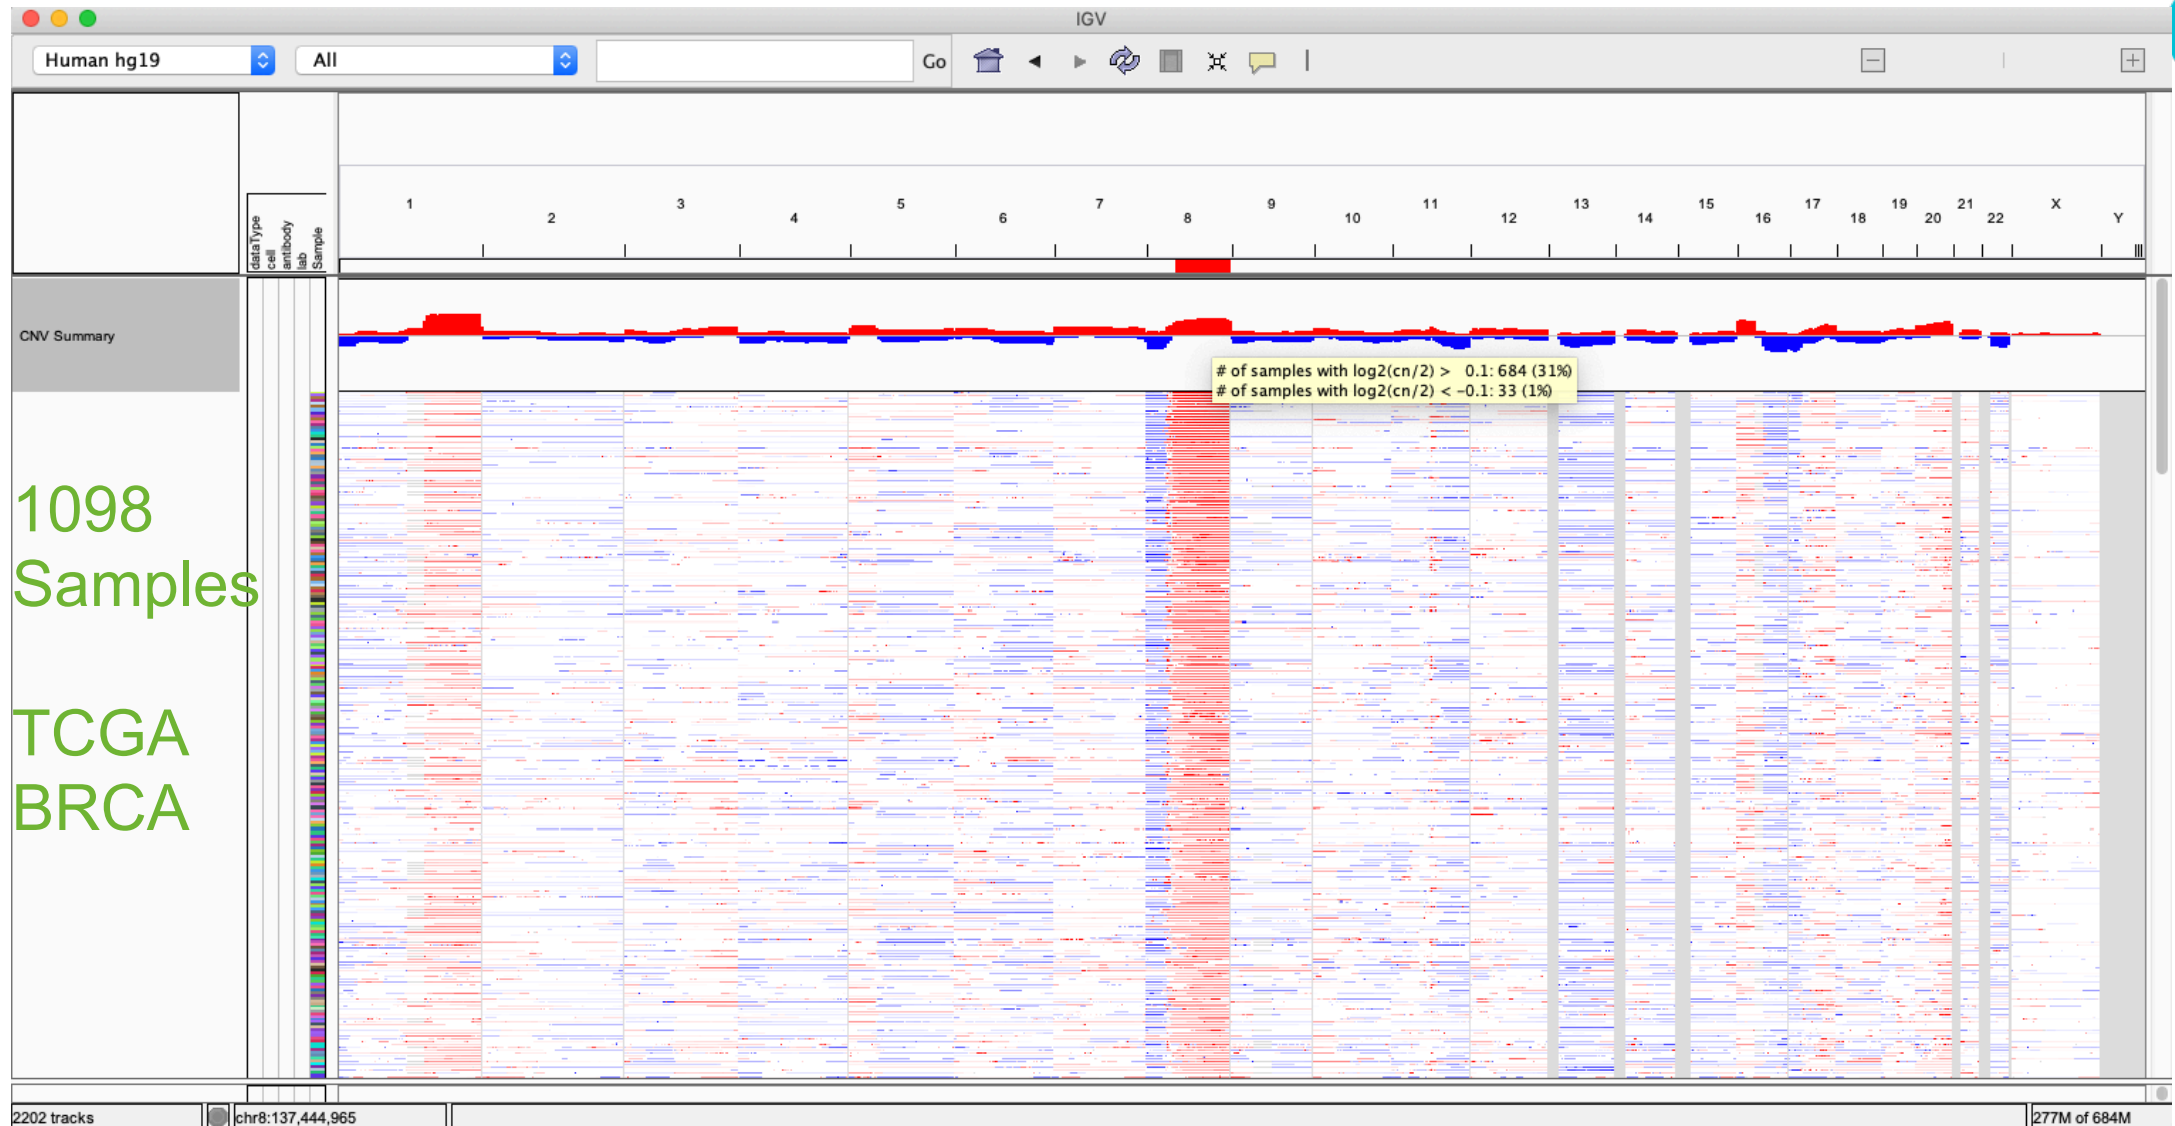 IGV
Human hg19 All Go
1 2 3 4 5 6 7 8 9 10 11 12 13 14 15 16 17 18 19 20 21 22 X Y
dataType
cell
antibody
lab
Sample
CNV Summary
# of samples with log2(cn/2) > 0.1: 684 (31%)
# of samples with log2(cn/2) < -0.1: 33 (1%)
1098
Samples
TCGA
BRCA
2202 tracks chr8:137,444,965 277M of 684M